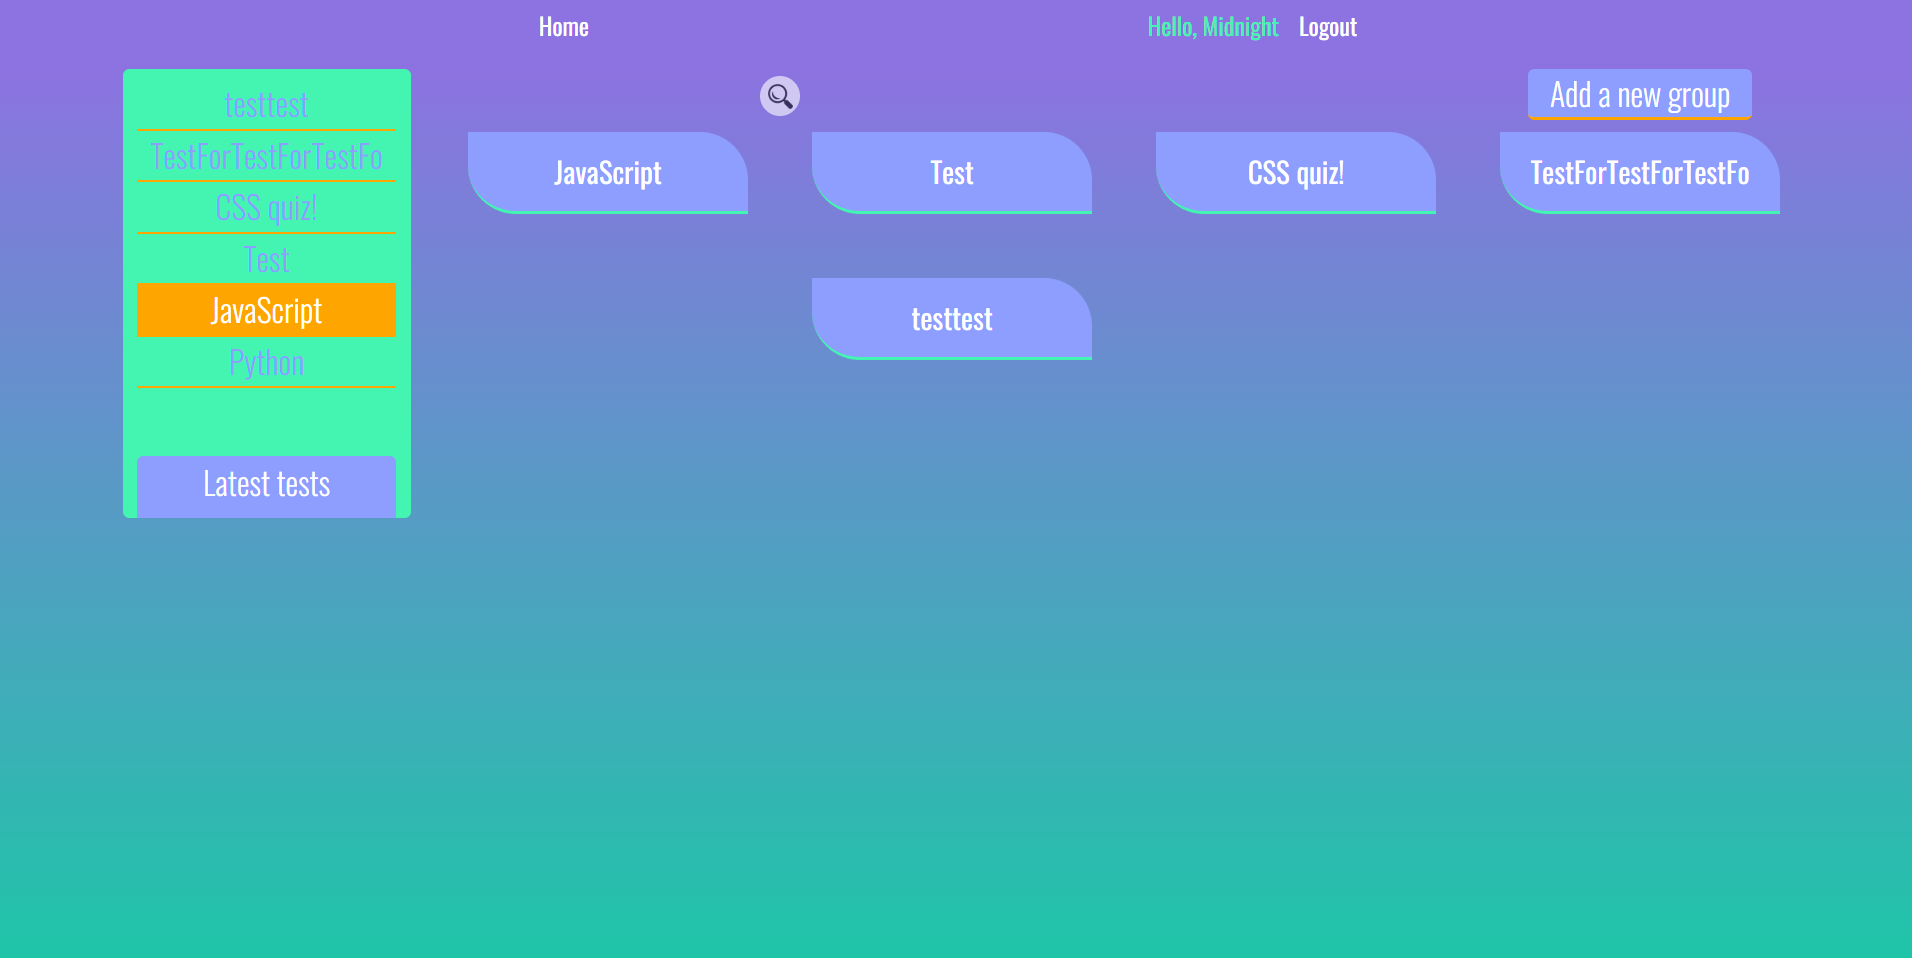 Home
Hello, Midnight
Logout
testtest
TestForTestForTestFo
CSS quiz!
Test
JavaScript
Python
Latest tests
Add a new group
JavaScript
Test
CSS quiz!
TestForTestForTestFo
testtest